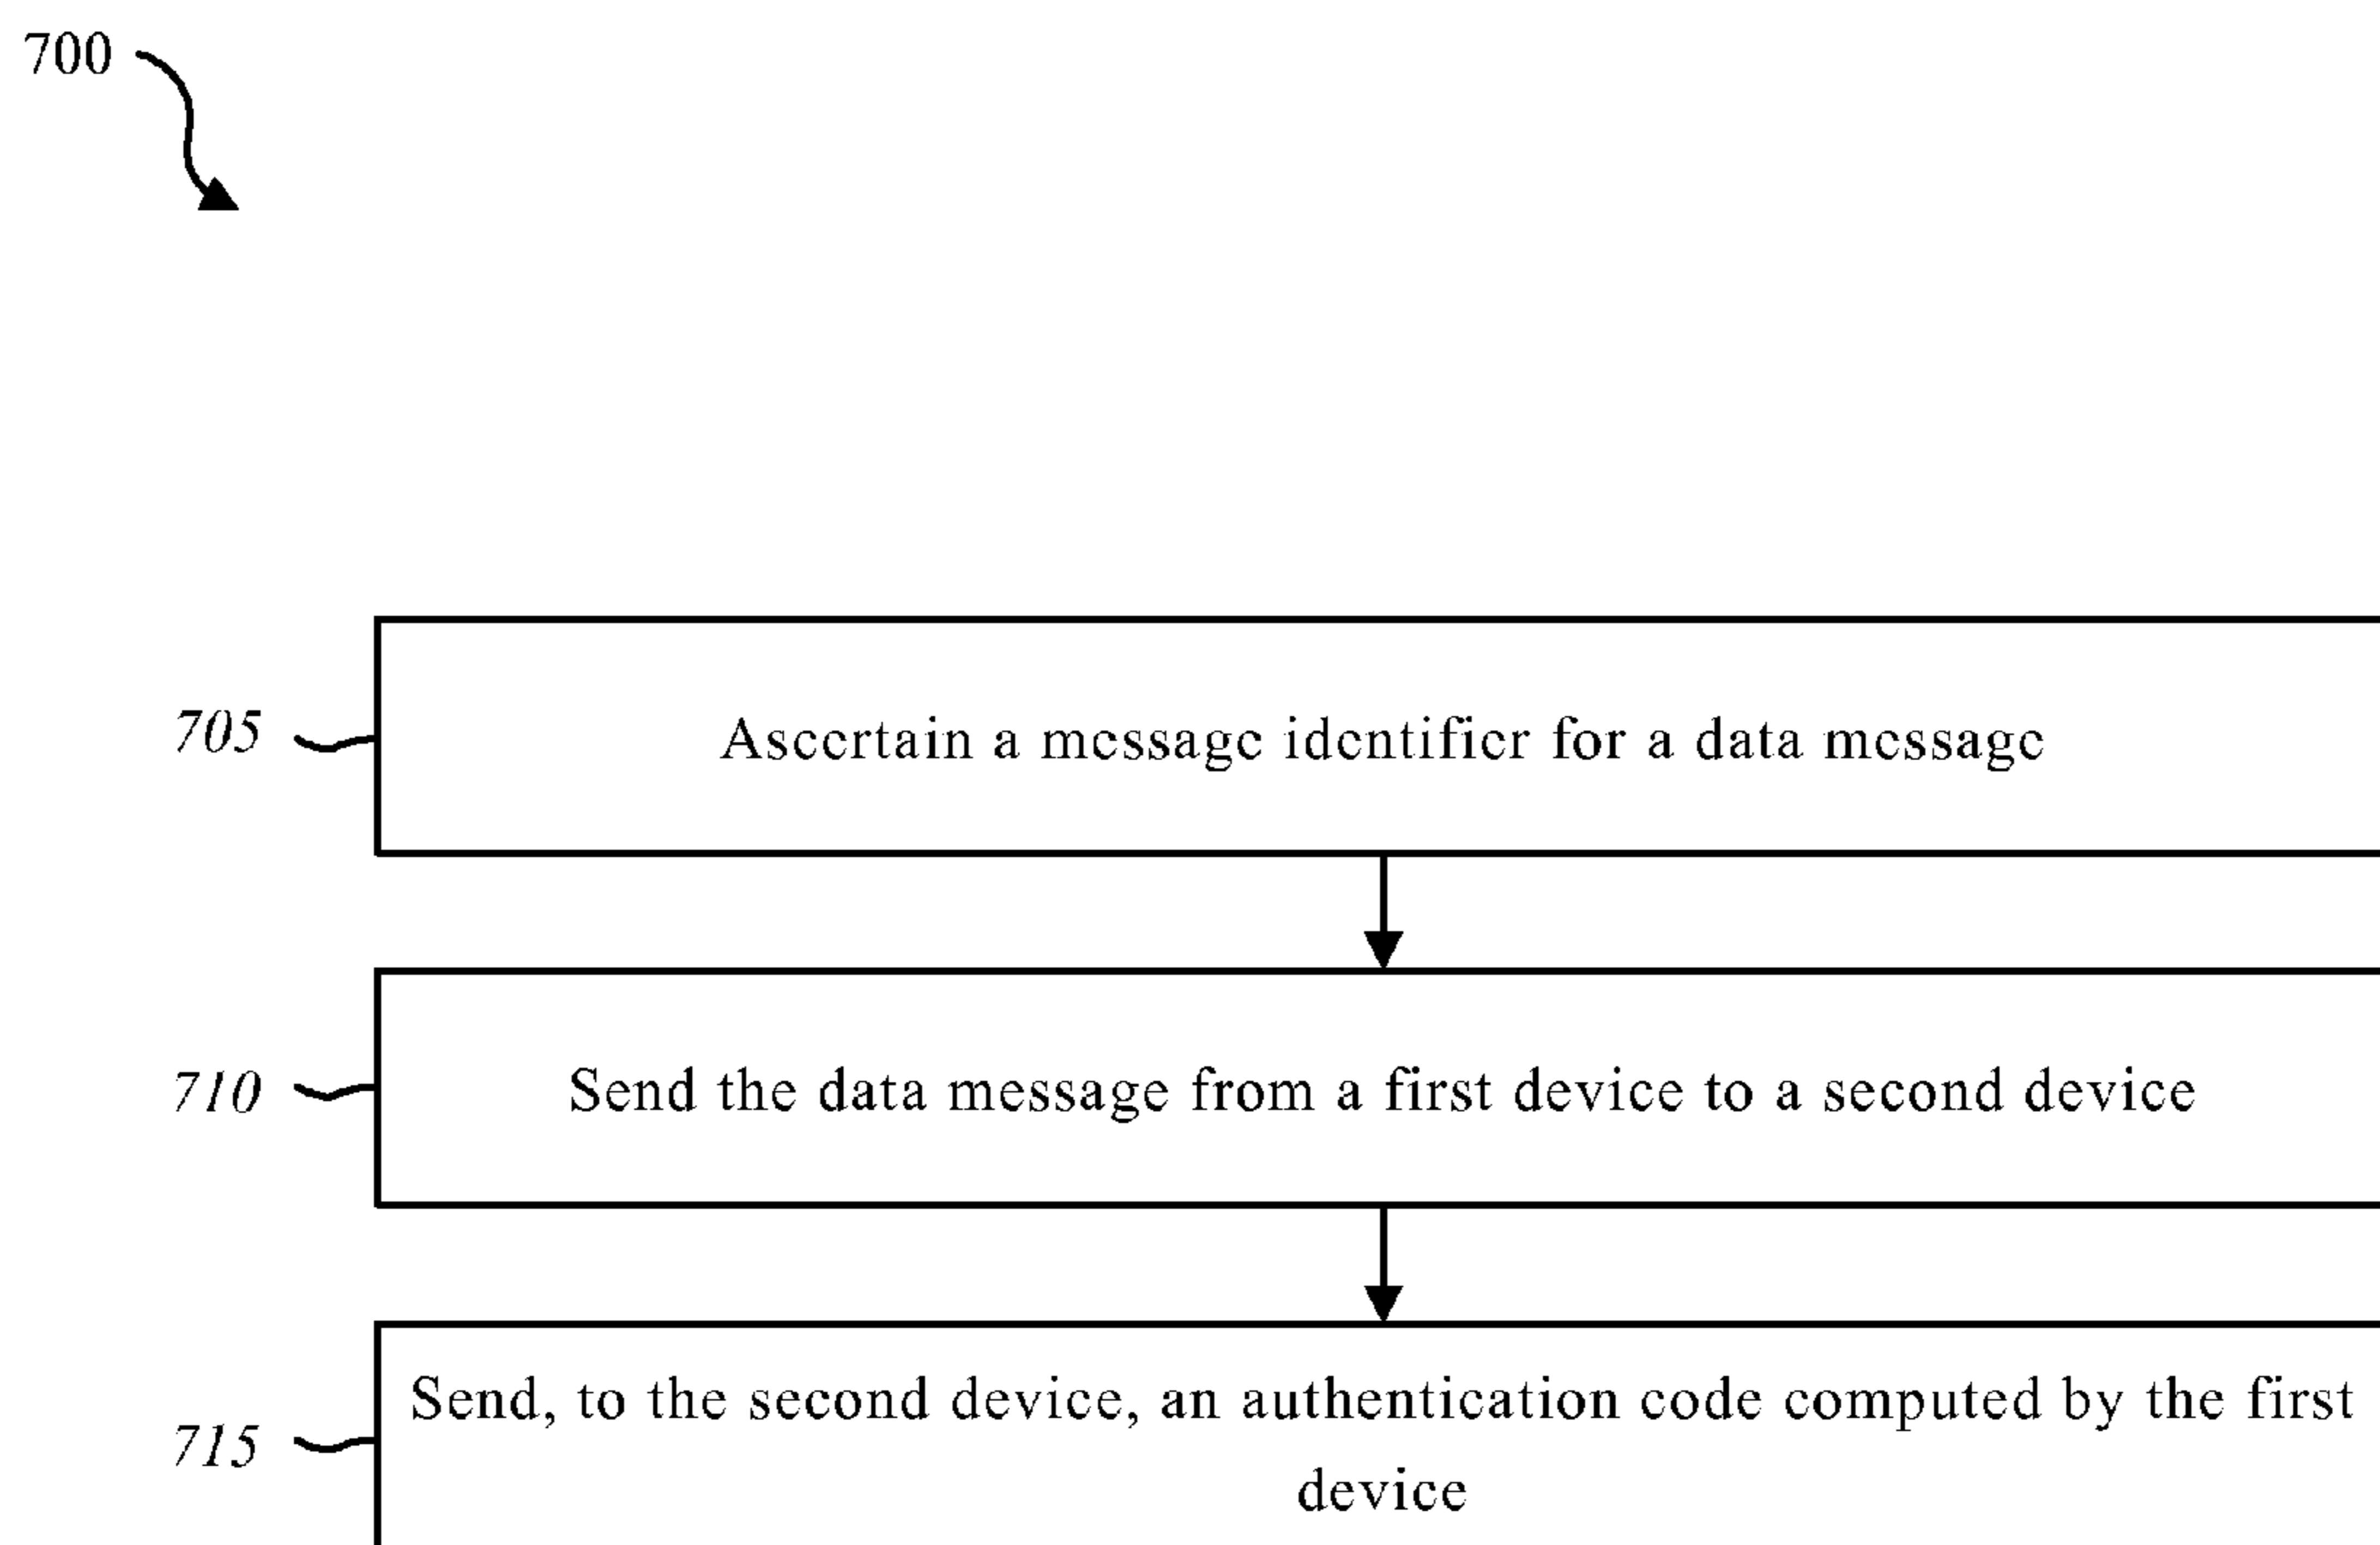 700
705
Ascertain a message identifier for a data message
710
Send the data message from a first device to a second device
715
Send, to the second device, an authentication code computed by the first
device